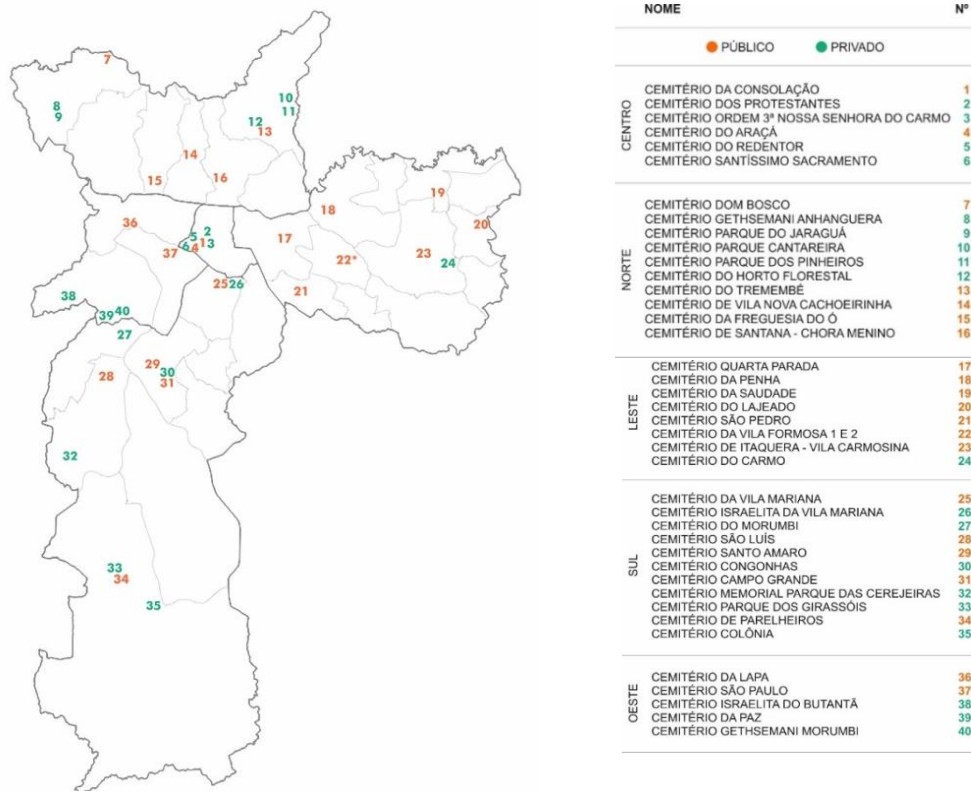 7
8
9
10
11
12
13
14
15
16
36
37
5
2
6
4
1
3
38
39
40
17
18
19
20
21
22*
23
24
25
26
27
28
29
30
31
32
33
34
35
NOME Nº
PÚBLICO PRIVADO
CENTRO
CEMITÉRIO DA CONSOLAÇÃO 1
CEMITÉRIO DOS PROTESTANTES 2
CEMITÉRIO ORDEM 3ª NOSSA SENHORA DO CARMO 3
CEMITÉRIO DO ARAÇÁ 4
CEMITÉRIO DO REDENTOR 5
CEMITÉRIO SANTÍSSIMO SACRAMENTO 6
NORTE
CEMITÉRIO DOM BOSCO 7
CEMITÉRIO GETHSEMANI ANHANGUERA 8
CEMITÉRIO PARQUE DO JARAGUÁ 9
CEMITÉRIO PARQUE CANTAREIRA 10
CEMITÉRIO PARQUE DOS PINHEIROS 11
CEMITÉRIO DO HORTO FLORESTAL 12
CEMITÉRIO DO TREMEMBÉ 13
CEMITÉRIO DE VILA NOVA CACHOEIRINHA 14
CEMITÉRIO DA FREGUESIA DO Ó 15
CEMITÉRIO DE SANTANA - CHORA MENINO 16
LESTE
CEMITÉRIO QUARTA PARADA 17
CEMITÉRIO DA PENHA 18
CEMITÉRIO DA SAUDADE 19
CEMITÉRIO DO LAJEADO 20
CEMITÉRIO SÃO PEDRO 21
CEMITÉRIO DA VILA FORMOSA 1 E 2 22
CEMITÉRIO DE ITAQUERA - VILA CARMOSINA 23
CEMITÉRIO DO CARMO 24
SUL
CEMITÉRIO DA VILA MARIANA 25
CEMITÉRIO ISRAELITA DA VILA MARIANA 26
CEMITÉRIO DO MORUMBI 27
CEMITÉRIO SÃO LUÍS 28
CEMITÉRIO SANTO AMARO 29
CEMITÉRIO CONGONHAS 30
CEMITÉRIO CAMPO GRANDE 31
CEMITÉRIO MEMORIAL PARQUE DAS CEREJEIRAS 32
CEMITÉRIO PARQUE DOS GIRASSÓIS 33
CEMITÉRIO DE PARELHEIROS 34
CEMITÉRIO COLÔNIA 35
OESTE
CEMITÉRIO DA LAPA 36
CEMITÉRIO SÃO PAULO 37
CEMITÉRIO ISRAELITA DO BUTANTÃ 38
CEMITÉRIO DA PAZ 39
CEMITÉRIO GETHSEMANI MORUMBI 40